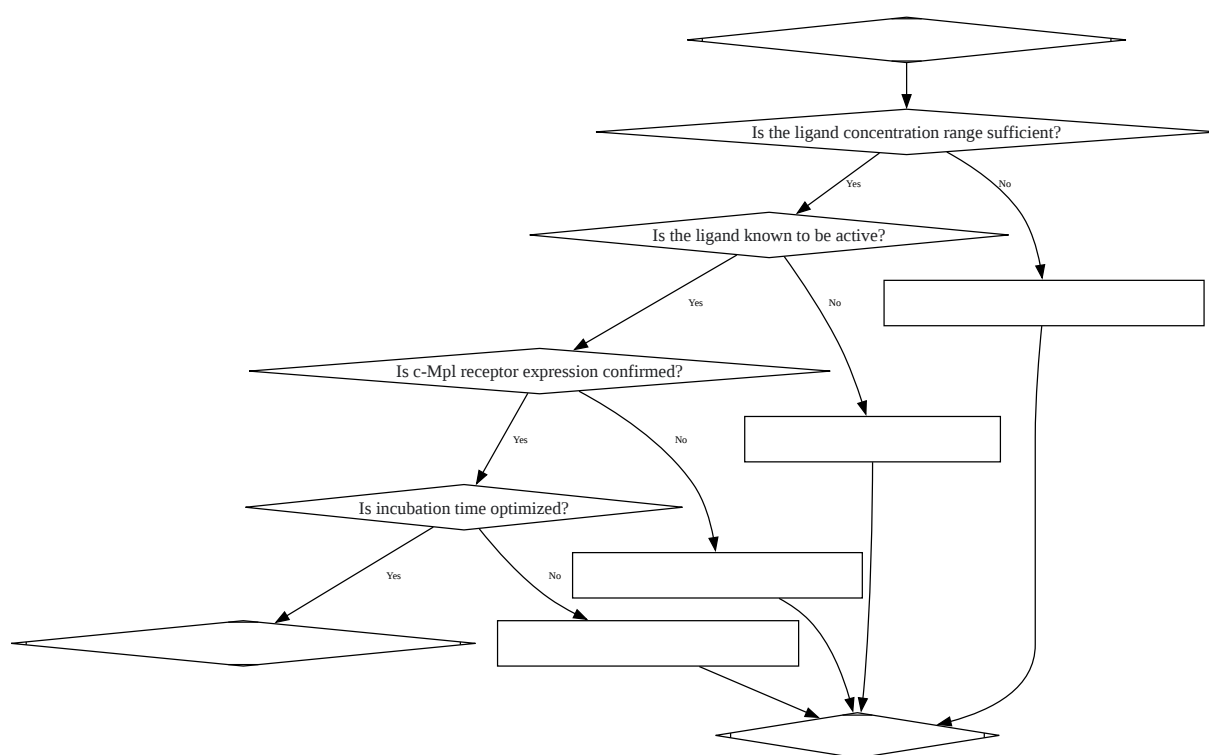 Is the ligand concentration range sufficient?
Yes
No
Is the ligand known to be active?
Yes
No
Is c-Mpl receptor expression confirmed?
Yes
No
Is incubation time optimized?
Yes
No